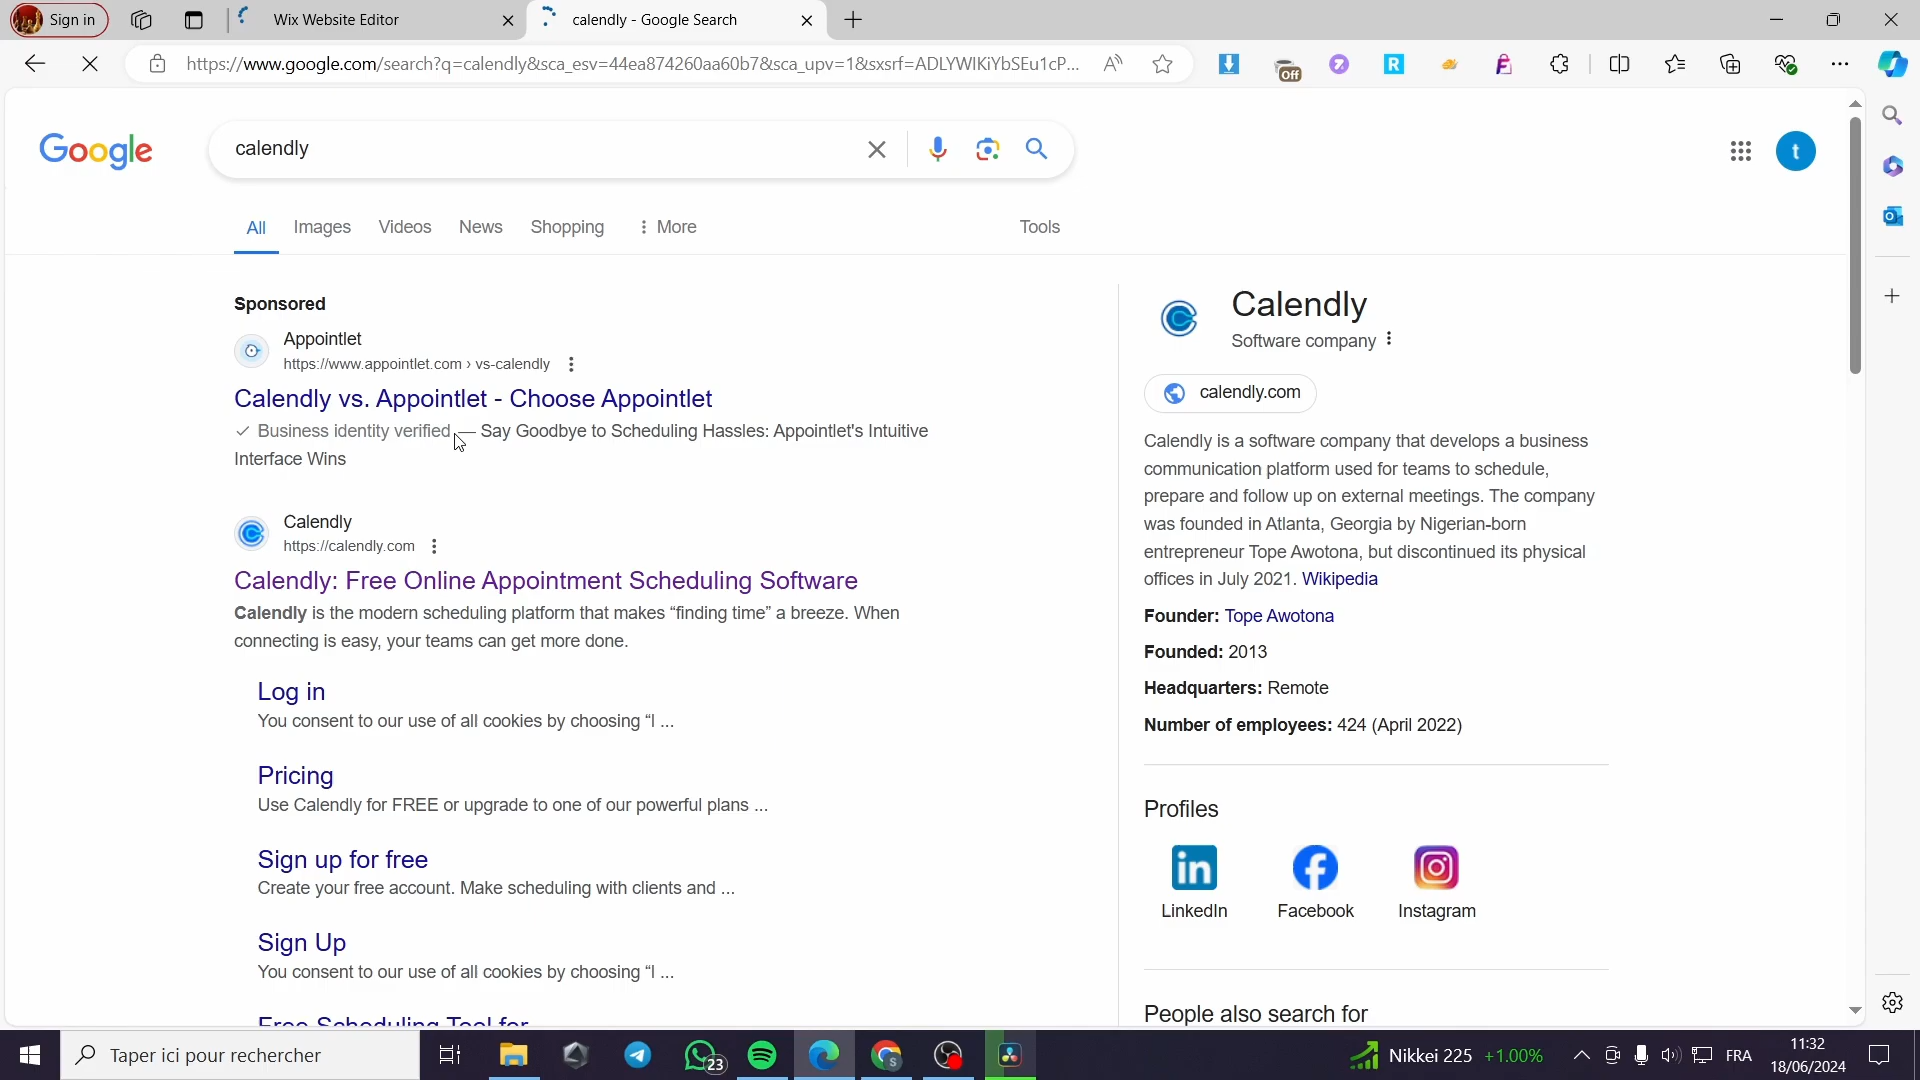 Sign in
Wix Website Editor
calendly - Google Search
https://www.google.com/search?q=calendly&sca_esv=44ea874260aa60b7&sca_upv=1&sxsrf=ADLYWIKiYbSEu1cP...
Off
R
Google
calendly
t
All
Images
Videos
News
Shopping
More
Tools
Sponsored
Appointlet
https://www.appointlet.com › vs-calendly
Calendly vs. Appointlet - Choose Appointlet
Business identity verified — Say Goodbye to Scheduling Hassles: Appointlet's Intuitive
Interface Wins
Calendly
https://calendly.com
Calendly: Free Online Appointment Scheduling Software
Calendly is the modern scheduling platform that makes “finding time” a breeze. When
connecting is easy, your teams can get more done.
Log in
You consent to our use of all cookies by choosing “I ...
Pricing
Use Calendly for FREE or upgrade to one of our powerful plans ...
Sign up for free
Create your free account. Make scheduling with clients and ...
Sign Up
You consent to our use of all cookies by choosing “I ...
Free Scheduling Tool for
Calendly
Software company
calendly.com
Calendly is a software company that develops a business
communication platform used for teams to schedule,
prepare and follow up on external meetings. The company
was founded in Atlanta, Georgia by Nigerian-born
entrepreneur Tope Awotona, but discontinued its physical
offices in July 2021. Wikipedia
Founder: Tope Awotona
Founded: 2013
Headquarters: Remote
Number of employees: 424 (April 2022)
Profiles
LinkedIn
Facebook
Instagram
People also search for
Taper ici pour rechercher
23
S
Nikkei 225 +1.00%
FRA
11:32
18/06/2024